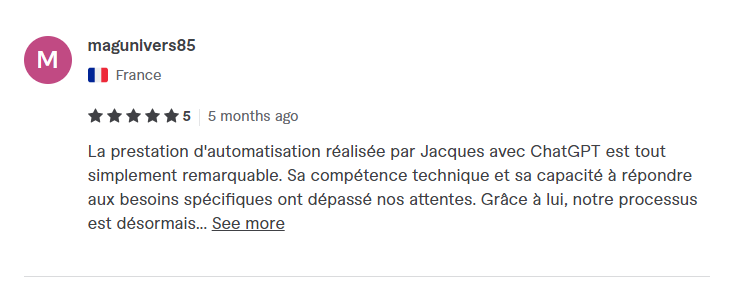 M
magunivers85
France
5
5 months ago
La prestation d'automatisation réalisée par Jacques avec ChatGPT est tout
simplement remarquable. Sa compétence technique et sa capacité à répondre
aux besoins spécifiques ont dépassé nos attentes. Grâce à lui, notre processus
est désormais... See more